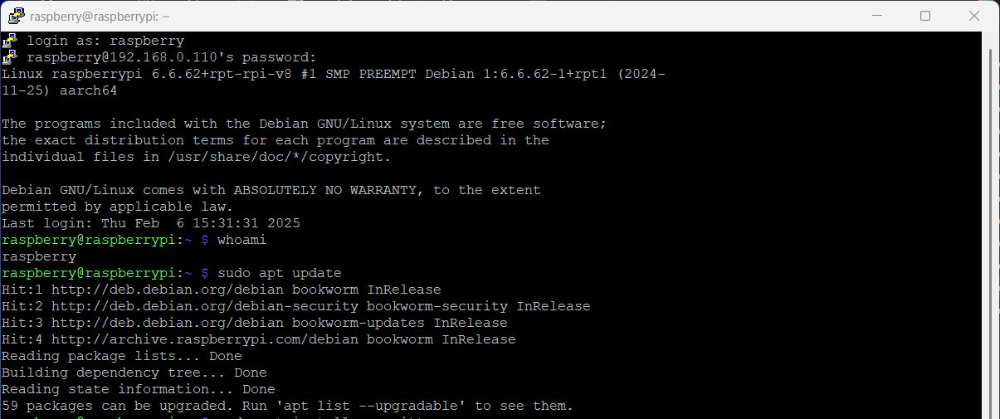 raspberry@raspberrypi: ~
login as: raspberry
raspberry@192.168.0.110's password:
Linux raspberrypi 6.6.62+rpt-rpi-v8 #1 SMP PREEMPT Debian 1:6.6.62-1+rpt1 (2024-
11-25) aarch64
The programs included with the Debian GNU/Linux system are free software;
the exact distribution terms for each program are described in the
individual files in /usr/share/doc/*/copyright.
Debian GNU/Linux comes with ABSOLUTELY NO WARRANTY, to the extent
permitted by applicable law.
Last login: Thu Feb  6 15:31:31 2025
raspberry@raspberrypi:~ $ whoami
raspberry
raspberry@raspberrypi:~ $ sudo apt update
Hit:1 http://deb.debian.org/debian bookworm InRelease
Hit:2 http://deb.debian.org/debian-security bookworm-security InRelease
Hit:3 http://deb.debian.org/debian bookworm-updates InRelease
Hit:4 http://archive.raspberrypi.com/debian bookworm InRelease
Reading package lists... Done
Building dependency tree... Done
Reading state information... Done
59 packages can be upgraded. Run 'apt list --upgradable' to see them.